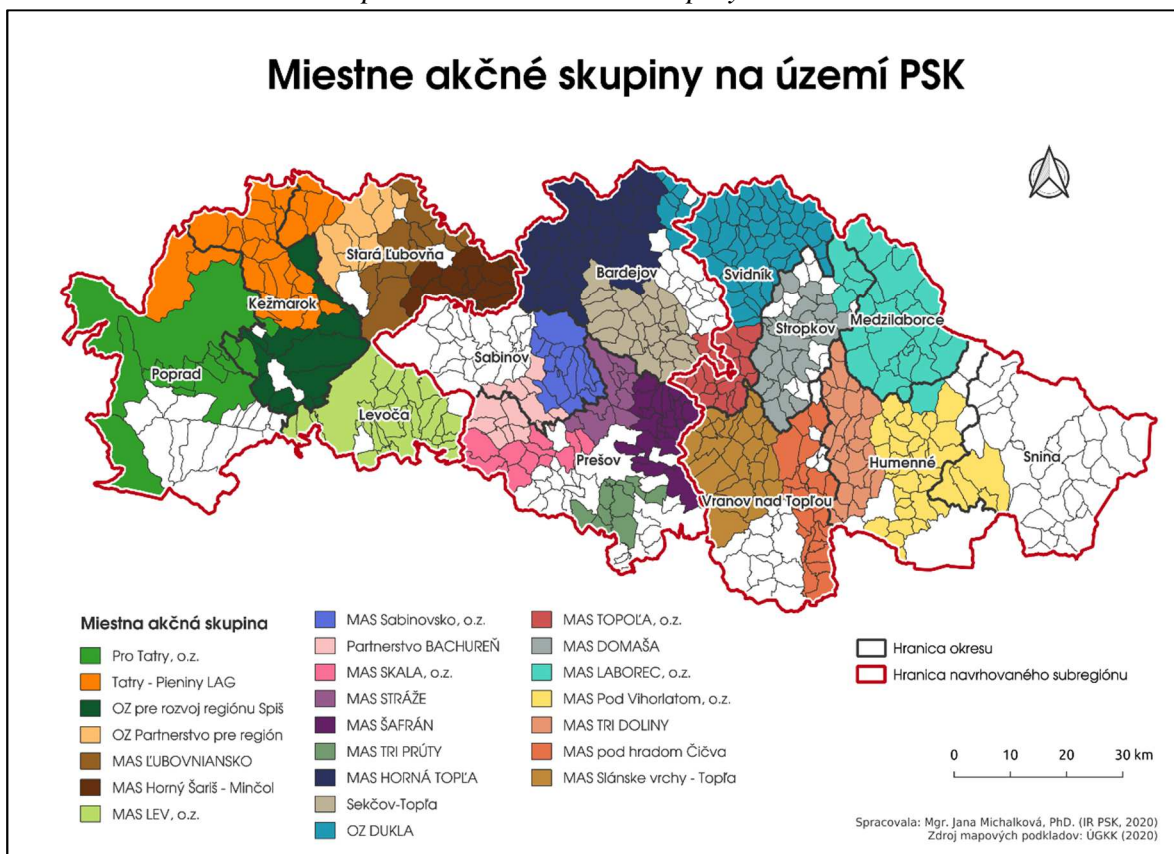 Miestne akčné skupiny na území PSK
Stará Ľubovňa
Bardejov
Svidník
Kežmarok
Stropkov
Medzilaborce
Sabinov
Poprad
Levoča
Prešov
Humenné
Snina
Vranov nad Topľou
Miestna akčná skupina
Pro Tatry, o.z.
Tatry - Pieniny LAG
OZ pre rozvoj regiónu Spiš
OZ Partnerstvo pre región
MAS ĽUBOVNIANSKO
MAS Horný Šariš - Minčol
MAS LEV, o.z.
MAS Sabinovsko, o.z.
Partnerstvo BACHUREŇ
MAS SKALA, o.z.
MAS STRÁŽE
MAS ŠAFRÁN
MAS TRI PRÚTY
MAS HORNÁ TOPĽA
Sekčov-Topľa
OZ DUKLA
MAS TOPOĽA, o.z.
MAS DOMAŠA
MAS LABOREC, o.z.
MAS Pod Vihorlatom, o.z.
MAS TRI DOLINY
MAS pod hradom Čičva
MAS Slánske vrchy - Topľa
Hranica okresu
Hranica navrhovaného subregiónu
0 10 20 30 km
Spracovala: Mgr. Jana Michalková, PhD. (IR PSK, 2020)
Zdroj mapových podkladov: ÚGKK (2020)